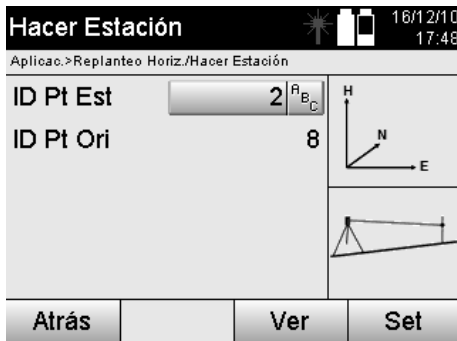 Hacer Estación
16/12/10
17:48
Aplicac.>Replanteo Horiz./Hacer Estación
ID Pt Est 2 ABC
ID Pt Ori 8
H
N
E
Atrás Ver Set